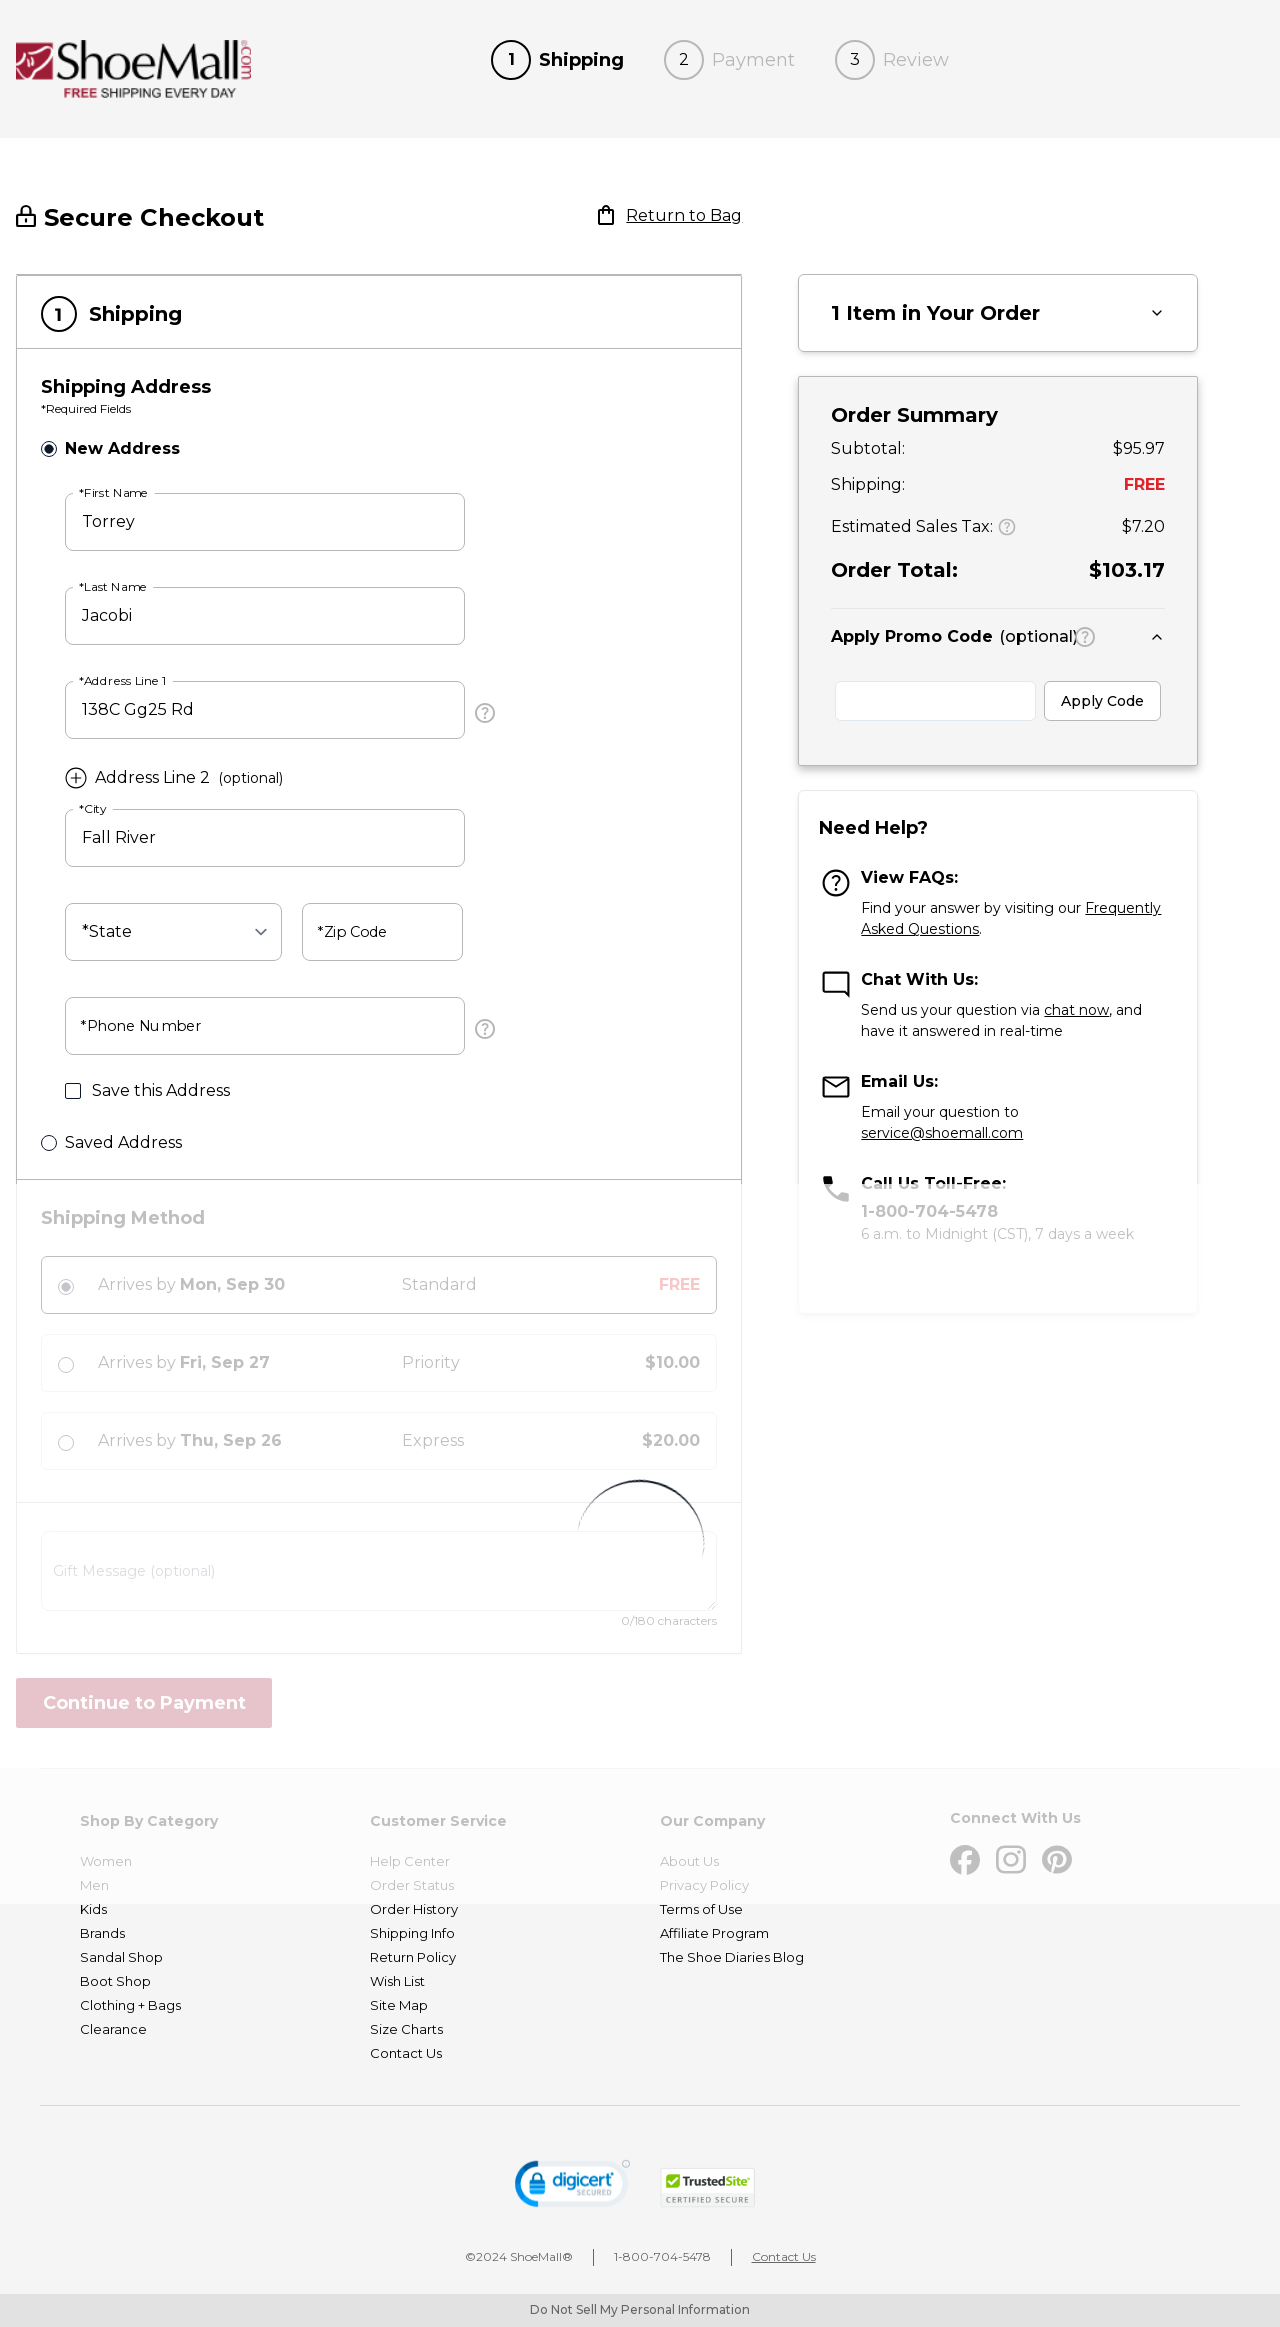 ShoeMall.com
FREE SHIPPING EVERY DAY
1 Shipping
2 Payment
3 Review
Secure Checkout
Return to Bag
1 Shipping
Shipping Address
*Required Fields
New Address
*First Name
Torrey
*Last Name
Jacobi
*Address Line 1
138C Gg25 Rd
Address Line 2 (optional)
*City
Fall River
*State
*Zip Code
*Phone Number
Save this Address
Saved Address
Shipping Method
Arrives by Mon, Sep 30 Standard FREE
Arrives by Fri, Sep 27 Priority $10.00
Arrives by Thu, Sep 26 Express $20.00
Gift Message (optional)
0/180 characters
Continue to Payment
1 Item in Your Order
Order Summary
Subtotal: $95.97
Shipping: FREE
Estimated Sales Tax: $7.20
Order Total: $103.17
Apply Promo Code (optional)
Apply Code
Need Help?
View FAQs:
Find your answer by visiting our Frequently
Asked Questions.
Chat With Us:
Send us your question via chat now, and
have it answered in real-time
Email Us:
Email your question to
service@shoemall.com
Call Us Toll-Free:
1-800-704-5478
6 a.m. to Midnight (CST), 7 days a week
Shop By Category
Women
Men
Kids
Brands
Sandal Shop
Boot Shop
Clothing + Bags
Clearance
Customer Service
Help Center
Order Status
Order History
Shipping Info
Return Policy
Wish List
Site Map
Size Charts
Contact Us
Our Company
About Us
Privacy Policy
Terms of Use
Affiliate Program
The Shoe Diaries Blog
Connect With Us
digicert
SECURED
TrustedSite
CERTIFIED SECURE
©2024 ShoeMall®
1-800-704-5478
Contact Us
Do Not Sell My Personal Information